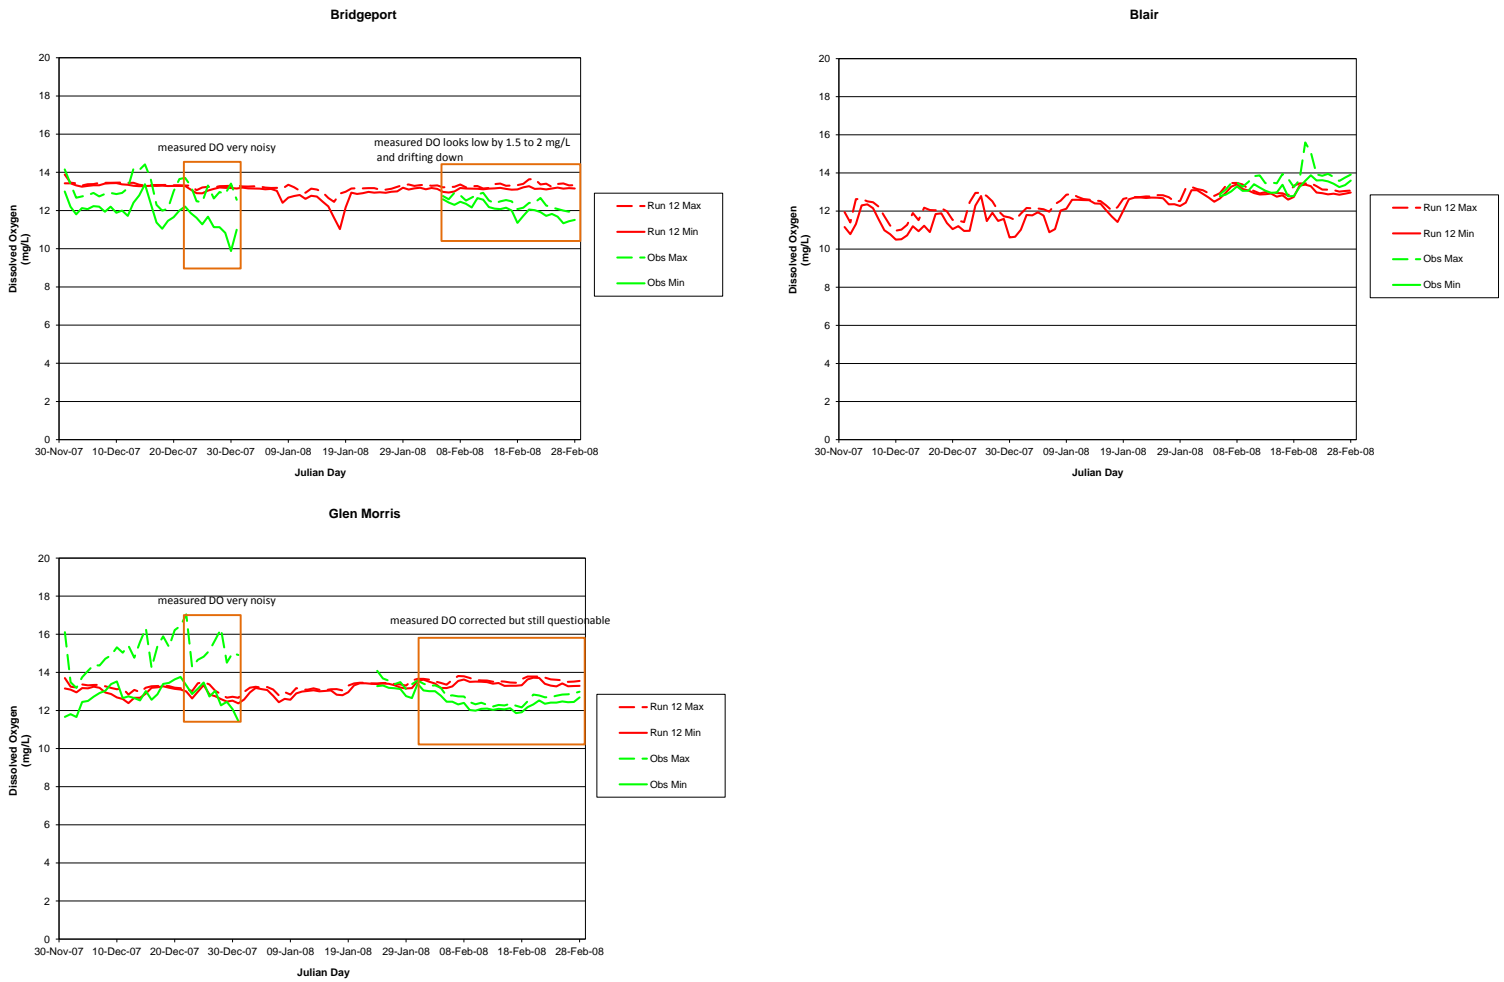 Bridgeport
20
18
16
14
12
10
8
6
4
2
0
Dissolved Oxygen
(mg/L)
measured DO very noisy
measured DO looks low by 1.5 to 2 mg/L
and drifting down
30-Nov-07 10-Dec-07 20-Dec-07 30-Dec-07 09-Jan-08 19-Jan-08 29-Jan-08 08-Feb-08 18-Feb-08 28-Feb-08
Julian Day
Run 12 Max
Run 12 Min
Obs Max
Obs Min
Blair
20
18
16
14
12
10
8
6
4
2
0
Dissolved Oxygen
(mg/L)
30-Nov-07 10-Dec-07 20-Dec-07 30-Dec-07 09-Jan-08 19-Jan-08 29-Jan-08 08-Feb-08 18-Feb-08 28-Feb-08
Julian Day
Run 12 Max
Run 12 Min
Obs Max
Obs Min
Glen Morris
20
18
16
14
12
10
8
6
4
2
0
Dissolved Oxygen
(mg/L)
measured DO very noisy
measured DO corrected but still questionable
30-Nov-07 10-Dec-07 20-Dec-07 30-Dec-07 09-Jan-08 19-Jan-08 29-Jan-08 08-Feb-08 18-Feb-08 28-Feb-08
Julian Day
Run 12 Max
Run 12 Min
Obs Max
Obs Min